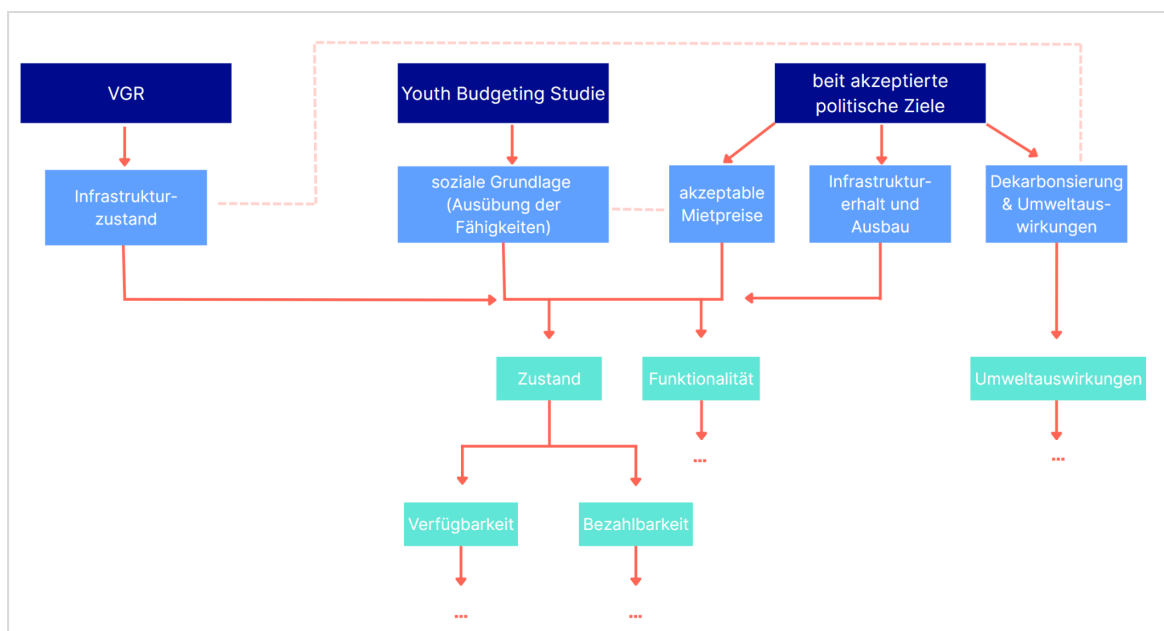 VGR
Youth Budgeting Studie
beit akzeptierte
politische Ziele
Infrastruktur-
zustand
soziale Grundlage
(Ausübung der
Fähigkeiten)
akzeptable
Mietpreise
Infrastruktur-
erhalt und
Ausbau
Dekarbonsierung
& Umweltaus-
wirkungen
Zustand
Funktionalität
Umweltauswirkungen
...
...
Verfügbarkeit
Bezahlbarkeit
...
...